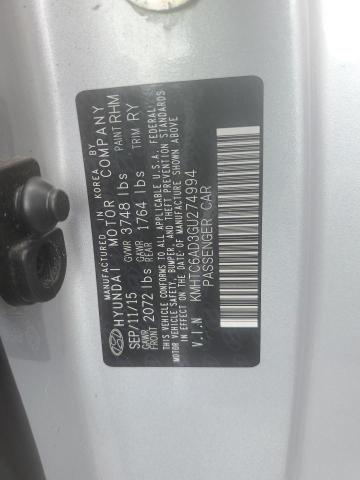 MANUFACTURED IN KOREA BY
HYUNDAI MOTOR COMPANY
SEP/11/15 GVWR 3748 lbs PAINT RHM
GAWR FRONT 2072 lbs GAWR REAR 1764 lbs TRIM RY
THIS VEHICLE CONFORMS TO ALL APPLICABLE U.S.A. FEDERAL
MOTOR VEHICLE SAFETY, BUMPER, AND THEFT PREVENTION STANDARDS
IN EFFECT ON THE DATE OF MANUFACTURE SHOWN ABOVE
V.I.N KMHTC6AD3GU274994
PASSENGER CAR